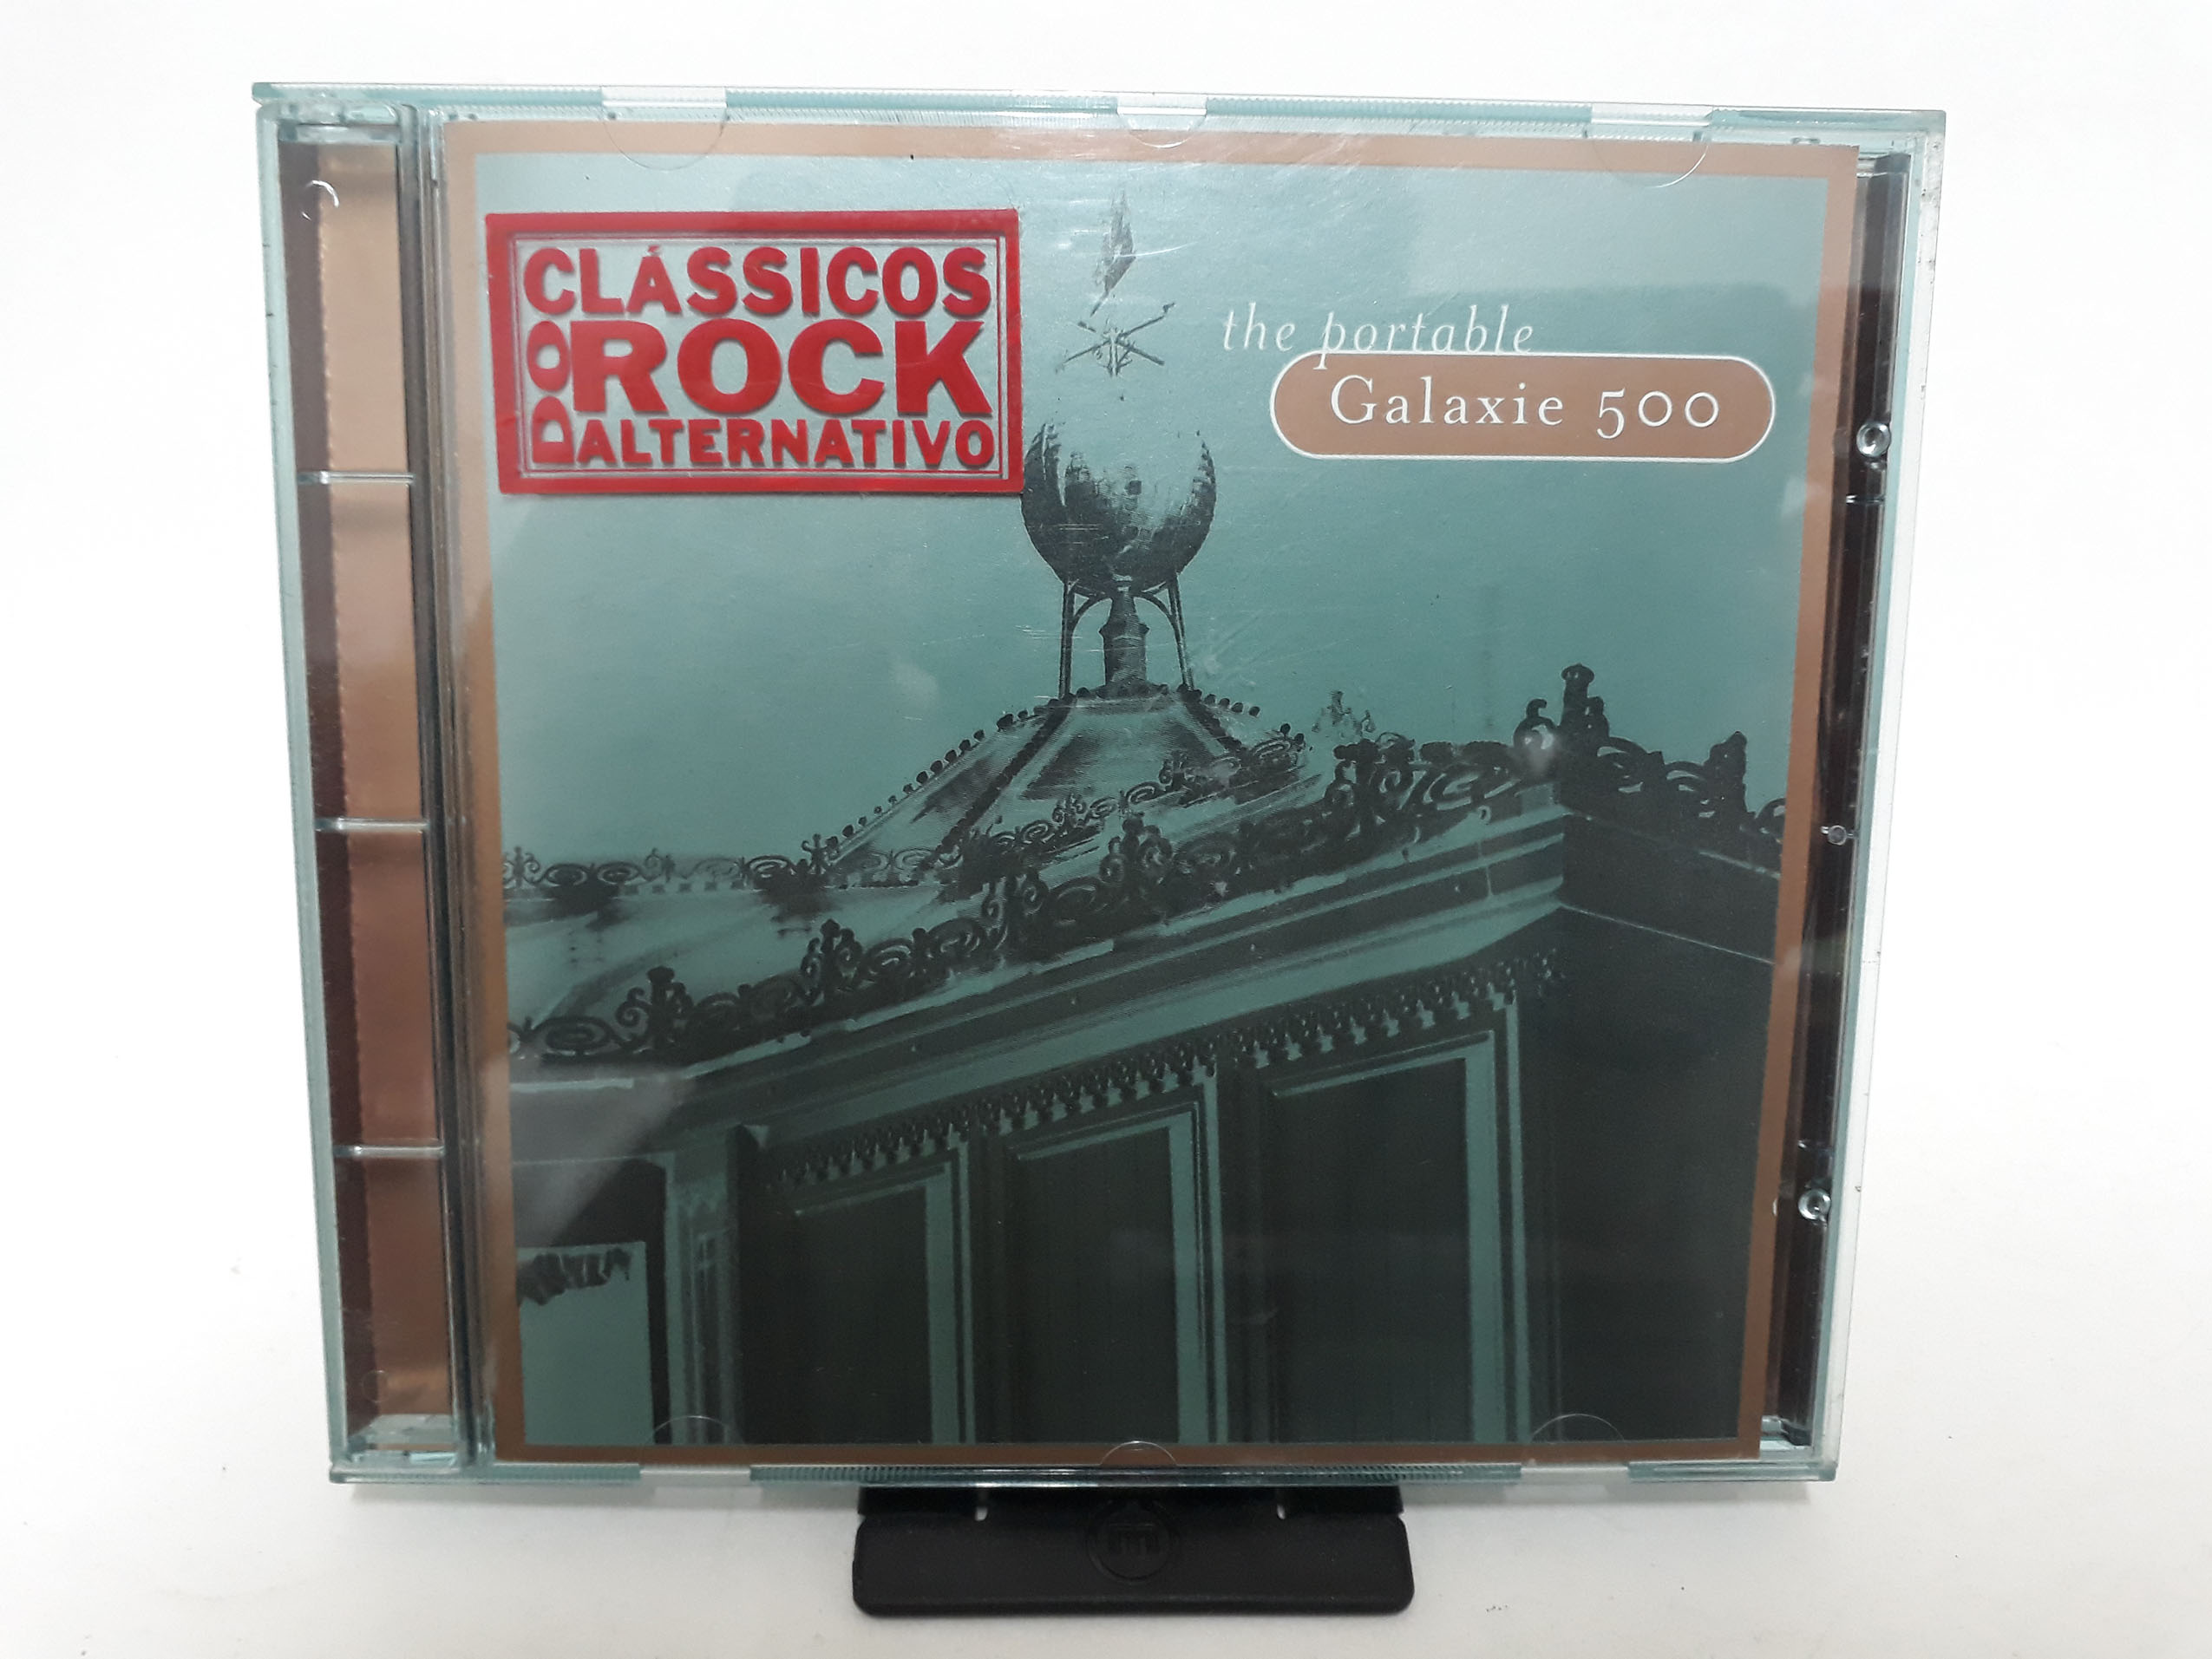 CLÁSSICOS
DO ROCK
ALTERNATIVO
the portable
Galaxie 500